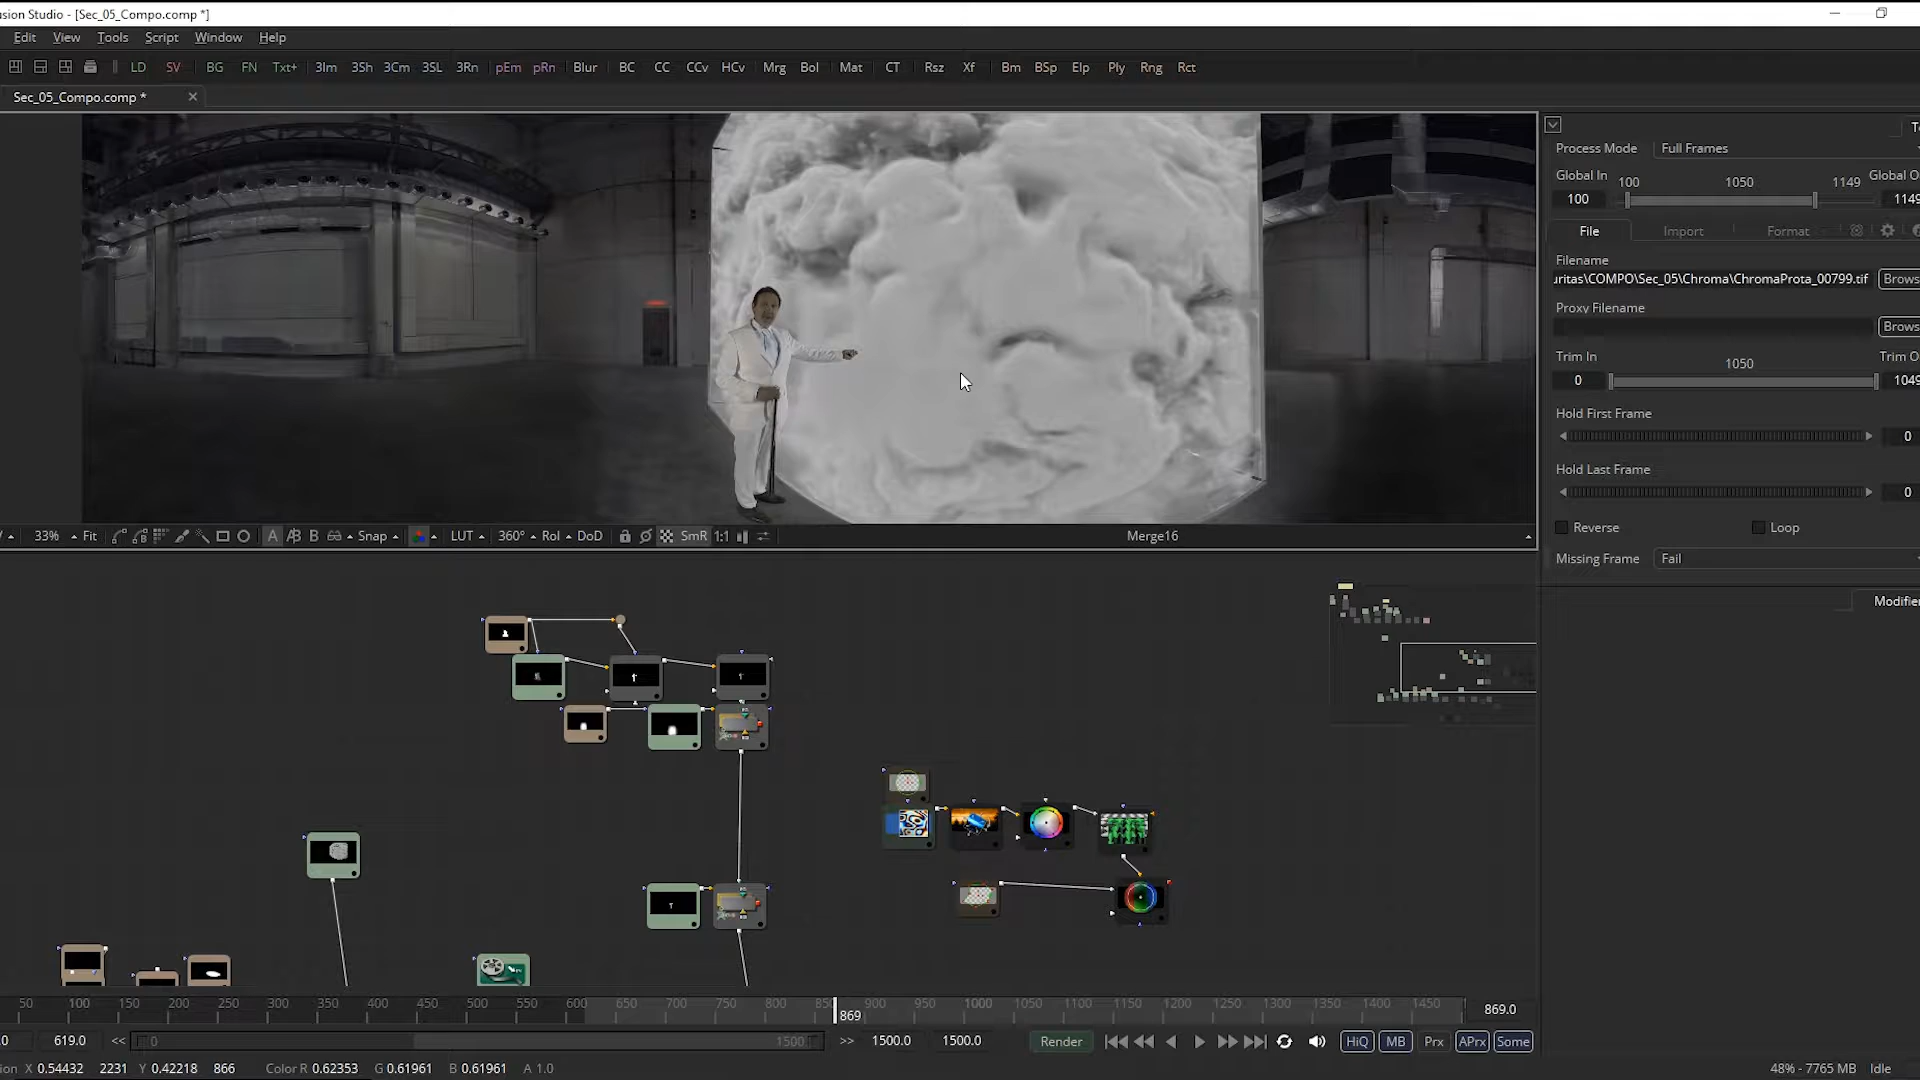 usion Studio - [Sec_05_Compo.comp *]
Edit View Tools Script Window Help
LD SV BG FN Txt+ 3Im 3Sh 3Cm 3SL 3Rn pEm pRn Blur BC CC CCv HCv Mrg Bol Mat CT Rsz Xf Bm BSp Elp Ply Rng Rct
Sec_05_Compo.comp *
Process Mode Full Frames
Global In 100 1050 1149 Global O
100 1149
File Import Format
Filename
uritas\COMPO\Sec_05\Chroma\ChromaProta_00799.tif Brows
Proxy Filename
Brows
Trim In 1050 Trim O
0 1049
Hold First Frame
0
Hold Last Frame
0
33% Fit A B Snap LUT 360° RoI DoD SmR 1:1 Merge16
Reverse Loop
Missing Frame Fail
Modifier
50 100 150 200 250 300 350 400 450 500 550 600 650 700 750 800 850 900 950 1000 1050 1100 1150 1200 1250 1300 1350 1400 1450
869 869.0
.0 619.0 << 0 1500 >> 1500.0 1500.0 Render HiQ MB Prx APrx Some
ion X 0.54432 2231 Y 0.42218 866 Color R 0.62353 G 0.61961 B 0.61961 A 1.0 48% - 7765 MB Idle